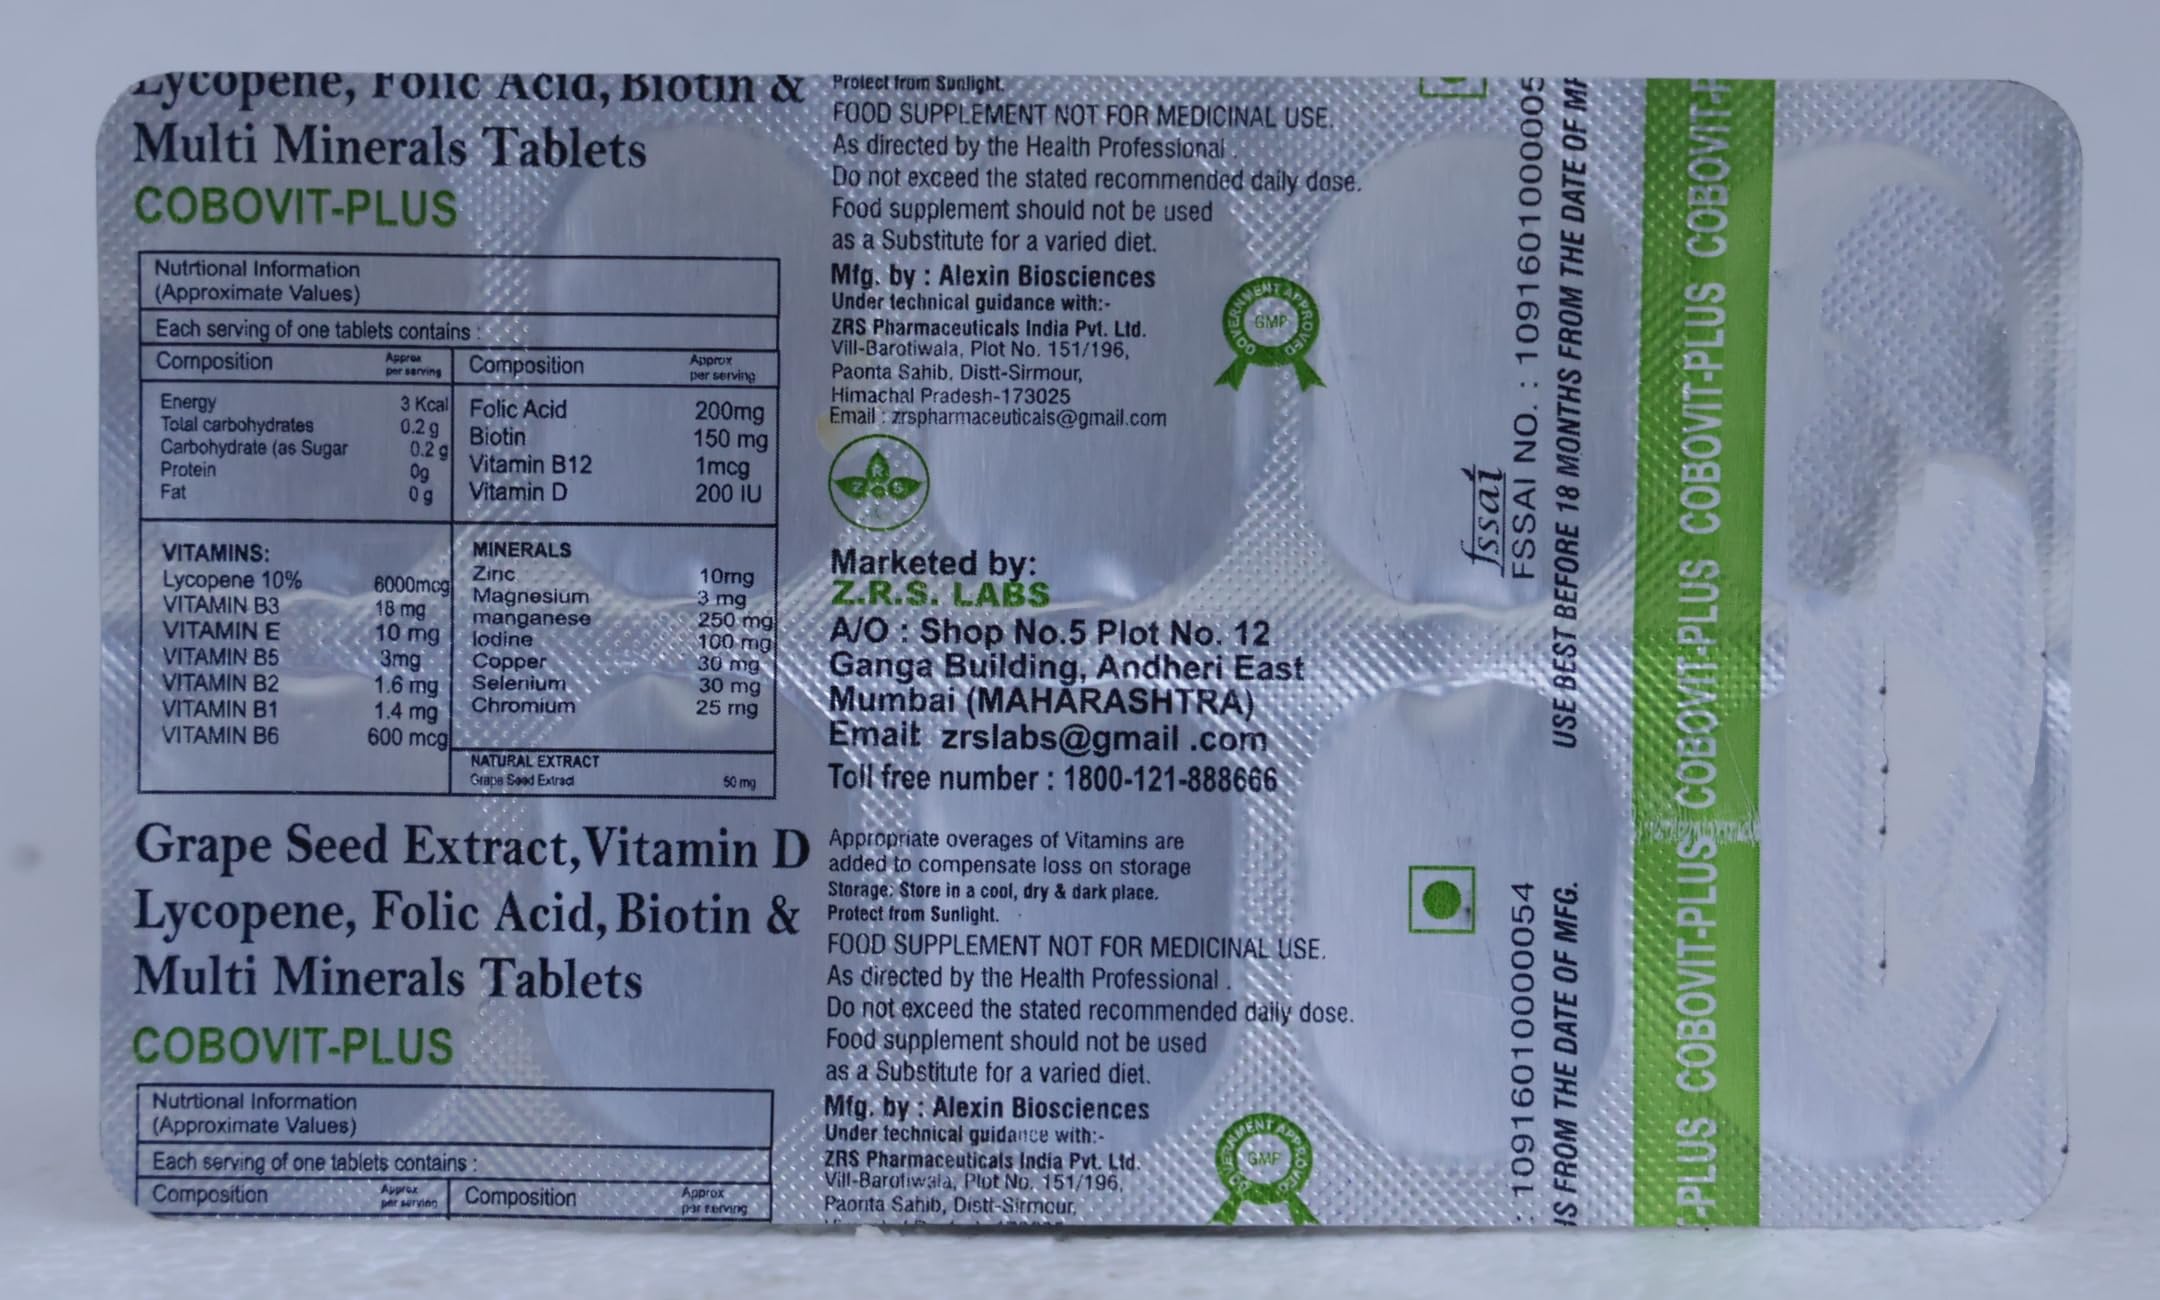 Lycopene, Folic Acid, Biotin &
Multi Minerals Tablets
COBOVIT-PLUS
Nutrtional Information
(Approximate Values)
Each serving of one tablets contains :
Composition Approx per serving Composition Approx per serving
Energy 3 Kcal
Total carbohydrates 0.2 g
Carbohydrate (as Sugar 0.2 g
Protein 0g
Fat 0 g
Folic Acid 200mg
Biotin 150 mg
Vitamin B12 1mcg
Vitamin D 200 IU
VITAMINS:
Lycopene 10% 6000mcg
VITAMIN B3 18 mg
VITAMIN E 10 mg
VITAMIN B5 3mg
VITAMIN B2 1.6 mg
VITAMIN B1 1.4 mg
VITAMIN B6 600 mcg
MINERALS
Zinc 10mg
Magnesium 3 mg
manganese 250 mg
Iodine 100 mg
Copper 30 mg
Selenium 30 mg
Chromium 25 mg
NATURAL EXTRACT
Grape Seed Extract 50 mg
Grape Seed Extract, Vitamin D
Lycopene, Folic Acid, Biotin &
Multi Minerals Tablets
COBOVIT-PLUS
Nutrtional Information
(Approximate Values)
Each serving of one tablets contains :
Composition Approx per serving Composition Approx per serving
Protect from Sunlight.
FOOD SUPPLEMENT NOT FOR MEDICINAL USE.
As directed by the Health Professional .
Do not exceed the stated recommended daily dose.
Food supplement should not be used
as a Substitute for a varied diet.
Mfg. by : Alexin Biosciences
Under technical guidance with:-
ZRS Pharmaceuticals India Pvt. Ltd.
Vill-Barotiwala, Plot No. 151/196,
Paonta Sahib, Distt-Sirmour,
Himachal Pradesh-173025
Email : zrspharmaceuticals@gmail.com
GOVERNMENT APPROVED
GMP
Marketed by:
Z.R.S. LABS
A/O : Shop No.5 Plot No. 12
Ganga Building, Andheri East
Mumbai (MAHARASHTRA)
Email: zrslabs@gmail .com
Toll free number : 1800-121-888666
Appropriate overages of Vitamins are
added to compensate loss on storage
Storage: Store in a cool, dry & dark place.
Protect from Sunlight.
FOOD SUPPLEMENT NOT FOR MEDICINAL USE.
As directed by the Health Professional .
Do not exceed the stated recommended daily dose.
Food supplement should not be used
as a Substitute for a varied diet.
Mfg. by : Alexin Biosciences
Under technical guidance with:-
ZRS Pharmaceuticals India Pvt. Ltd.
Vill-Barotiwala, Plot No. 151/196,
Paonta Sahib, Distt-Sirmour,
GOVERNMENT APPROVED
GMP
fssai
FSSAI NO. : 1091601000005
USE BEST BEFORE 18 MONTHS FROM THE DATE OF MF
: 10916010000054
IS FROM THE DATE OF MFG.
-PLUS COBOVIT-PLUS COBOVIT-PLUS COBOVIT-PLUS COBOVIT-P